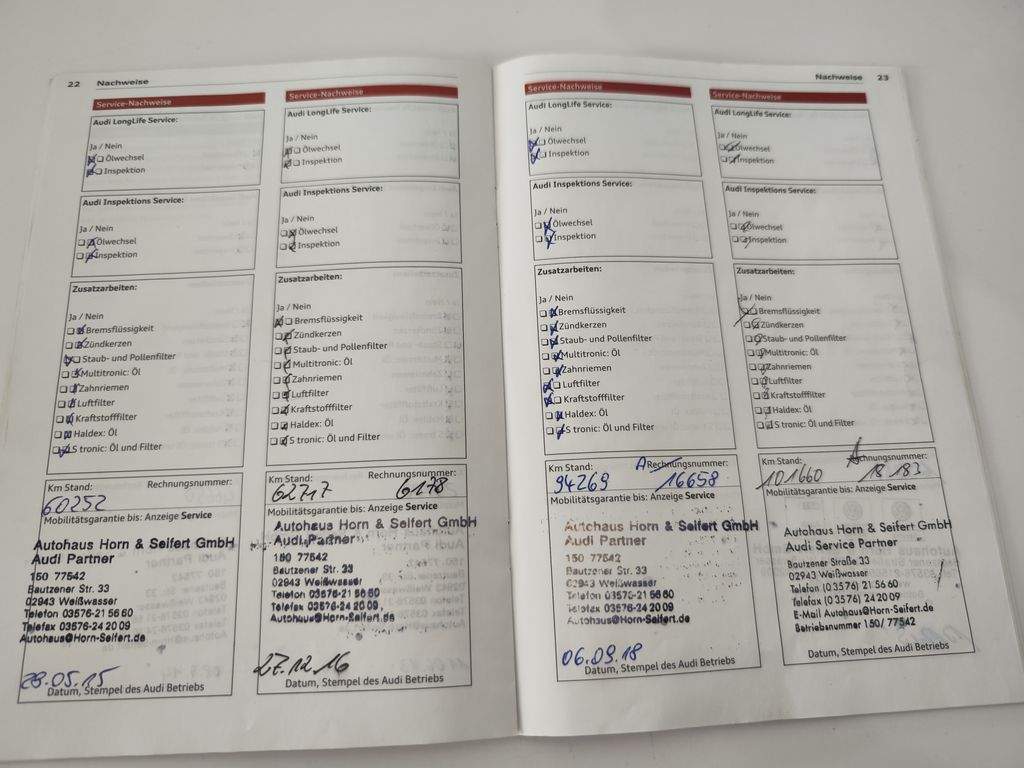 22 Nachweise
Service-Nachweise
Audi LongLife Service:
Ja / Nein
Ölwechsel
Inspektion
Audi Inspektions Service:
Ja / Nein
Ölwechsel
Inspektion
Zusatzarbeiten:
Ja / Nein
Bremsflüssigkeit
Zündkerzen
Staub- und Pollenfilter
Multitronic: Öl
Zahnriemen
Luftfilter
Kraftstofffilter
Haldex: Öl
S tronic: Öl und Filter
Km Stand: Rechnungsnummer:
60252
Mobilitätsgarantie bis: Anzeige Service
Autohaus Horn & Seifert GmbH
Audi Partner
150 77542
Bautzener Str. 33
02943 Weißwasser
Telefon 03576-21 56 60
Telefax 03576-24 20 09
Autohaus@Horn-Seifert.de
28.05.15
Datum, Stempel des Audi Betriebs
Service-Nachweise
Audi LongLife Service:
Ja / Nein
Ölwechsel
Inspektion
Audi Inspektions Service:
Ja / Nein
Ölwechsel
Inspektion
Zusatzarbeiten:
Ja / Nein
Bremsflüssigkeit
Zündkerzen
Staub- und Pollenfilter
Multitronic: Öl
Zahnriemen
Luftfilter
Kraftstofffilter
Haldex: Öl
S tronic: Öl und Filter
Km Stand: Rechnungsnummer:
62717 6178
Mobilitätsgarantie bis: Anzeige Service
Autohaus Horn & Seifert GmbH
Audi Partner
150 77542
Bautzener Str. 33
02943 Weißwasser
Telefon 03576-21 56 60
Telefax 03576-24 20 09
Autohaus@Horn-Seifert.de
27.12.16
Datum, Stempel des Audi Betriebs
Nachweise 23
Service-Nachweise
Audi LongLife Service:
Ja / Nein
Ölwechsel
Inspektion
Audi Inspektions Service:
Ja / Nein
Ölwechsel
Inspektion
Zusatzarbeiten:
Ja / Nein
Bremsflüssigkeit
Zündkerzen
Staub- und Pollenfilter
Multitronic: Öl
Zahnriemen
Luftfilter
Kraftstofffilter
Haldex: Öl
S tronic: Öl und Filter
Km Stand: Rechnungsnummer:
94269 A 16658
Mobilitätsgarantie bis: Anzeige Service
Autohaus Horn & Seifert GmbH
Audi Partner
150 77542
Bautzener Str. 33
02943 Weißwasser
Telefon 03576-21 56 60
Telefax 03576-24 20 09
Autohaus@Horn-Seifert.de
06.09.18
Datum, Stempel des Audi Betriebs
Service-Nachweise
Audi LongLife Service:
Ja / Nein
Ölwechsel
Inspektion
Audi Inspektions Service:
Ja / Nein
Ölwechsel
Inspektion
Zusatzarbeiten:
Ja / Nein
Bremsflüssigkeit
Zündkerzen
Staub- und Pollenfilter
Multitronic: Öl
Zahnriemen
Luftfilter
Kraftstofffilter
Haldex: Öl
S tronic: Öl und Filter
Km Stand: Rechnungsnummer:
101660 A 18183
Mobilitätsgarantie bis: Anzeige Service
Autohaus Horn & Seifert GmbH
Audi Service Partner
Bautzener Straße 33
02943 Weißwasser
Telefon (03576) 21 56 60
Telefax (03576) 24 20 09
E-Mail Autohaus@Horn-Seifert.de
Betriebsnummer 150/ 77542
Datum, Stempel des Audi Betriebs